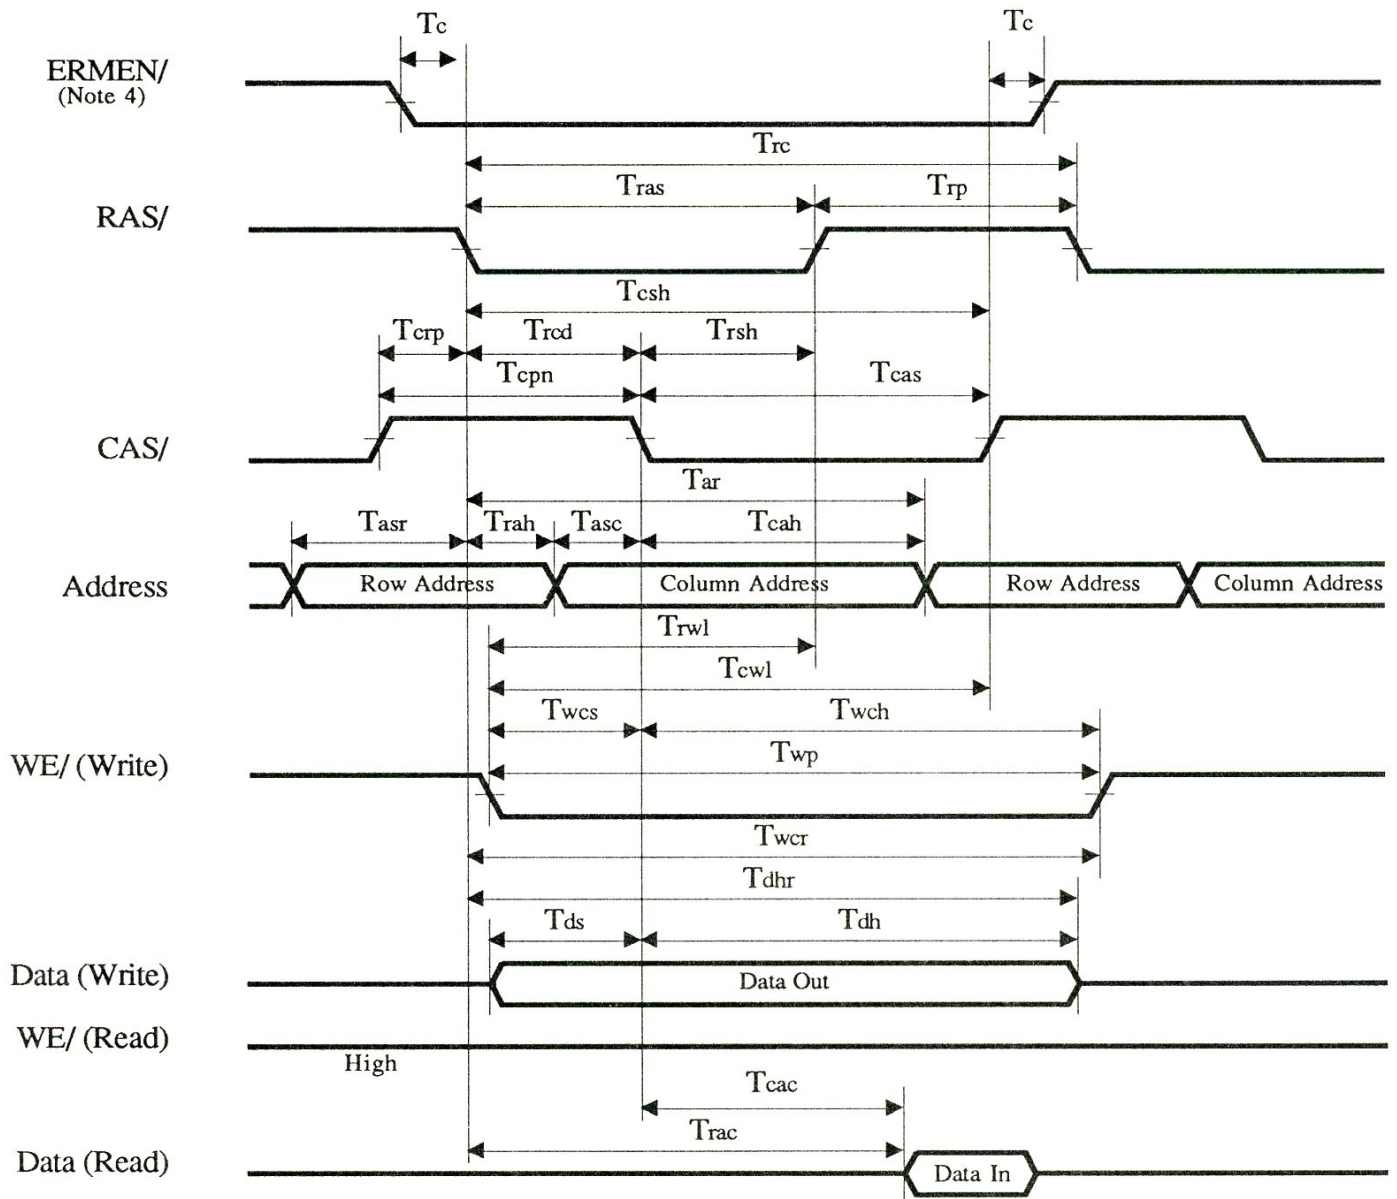 Tc Tc
ERMEN/
(Note 4)
Trc
Tras Trp
RAS/
Tcsh
Tcrp Trcd Trsh
Tcpn Tcas
CAS/
Tar
Tasr Trah Tasc Tcah
Address Row Address Column Address Row Address Column Address
Trwl
Tcwl
Twcs Twch
Twp
WE/ (Write)
Twcr
Tdhr
Tds Tdh
Data (Write) Data Out
WE/ (Read)
High
Tcac
Trac
Data (Read) Data In